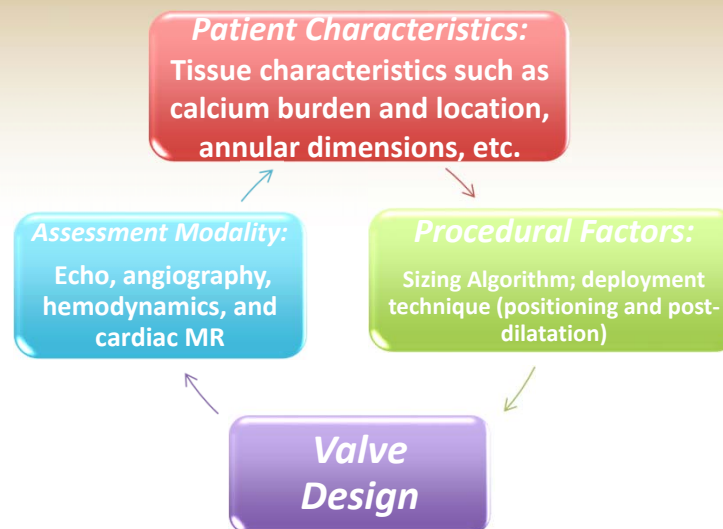 Patient Characteristics:
Tissue characteristics such as
calcium burden and location,
annular dimensions, etc.
Assessment Modality:
Echo, angiography,
hemodynamics, and
cardiac MR
Procedural Factors:
Sizing Algorithm; deployment
technique (positioning and post-
dilatation)
Valve
Design